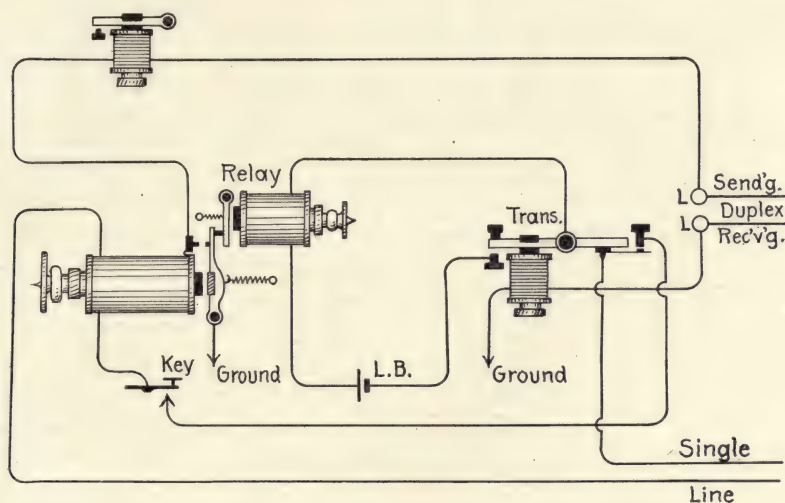 Relay
Trans.
L
Send'g.
Duplex
L
Rec'v'g.
Key
Ground
L.B.
Ground
Single
Line